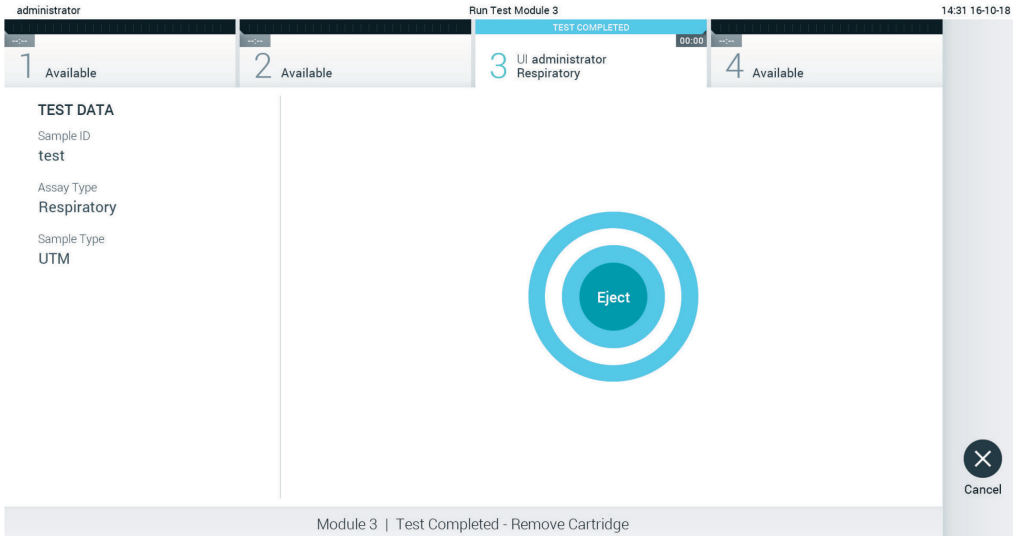 administrator
Run Test Module 3
14:31 16-10-18
TEST COMPLETED
--:--
--:--
00:00
--:--
1 Available
2 Available
3 UI administrator
Respiratory
4 Available
TEST DATA
Sample ID
test
Assay Type
Respiratory
Sample Type
UTM
Eject
Cancel
Module 3 | Test Completed - Remove Cartridge